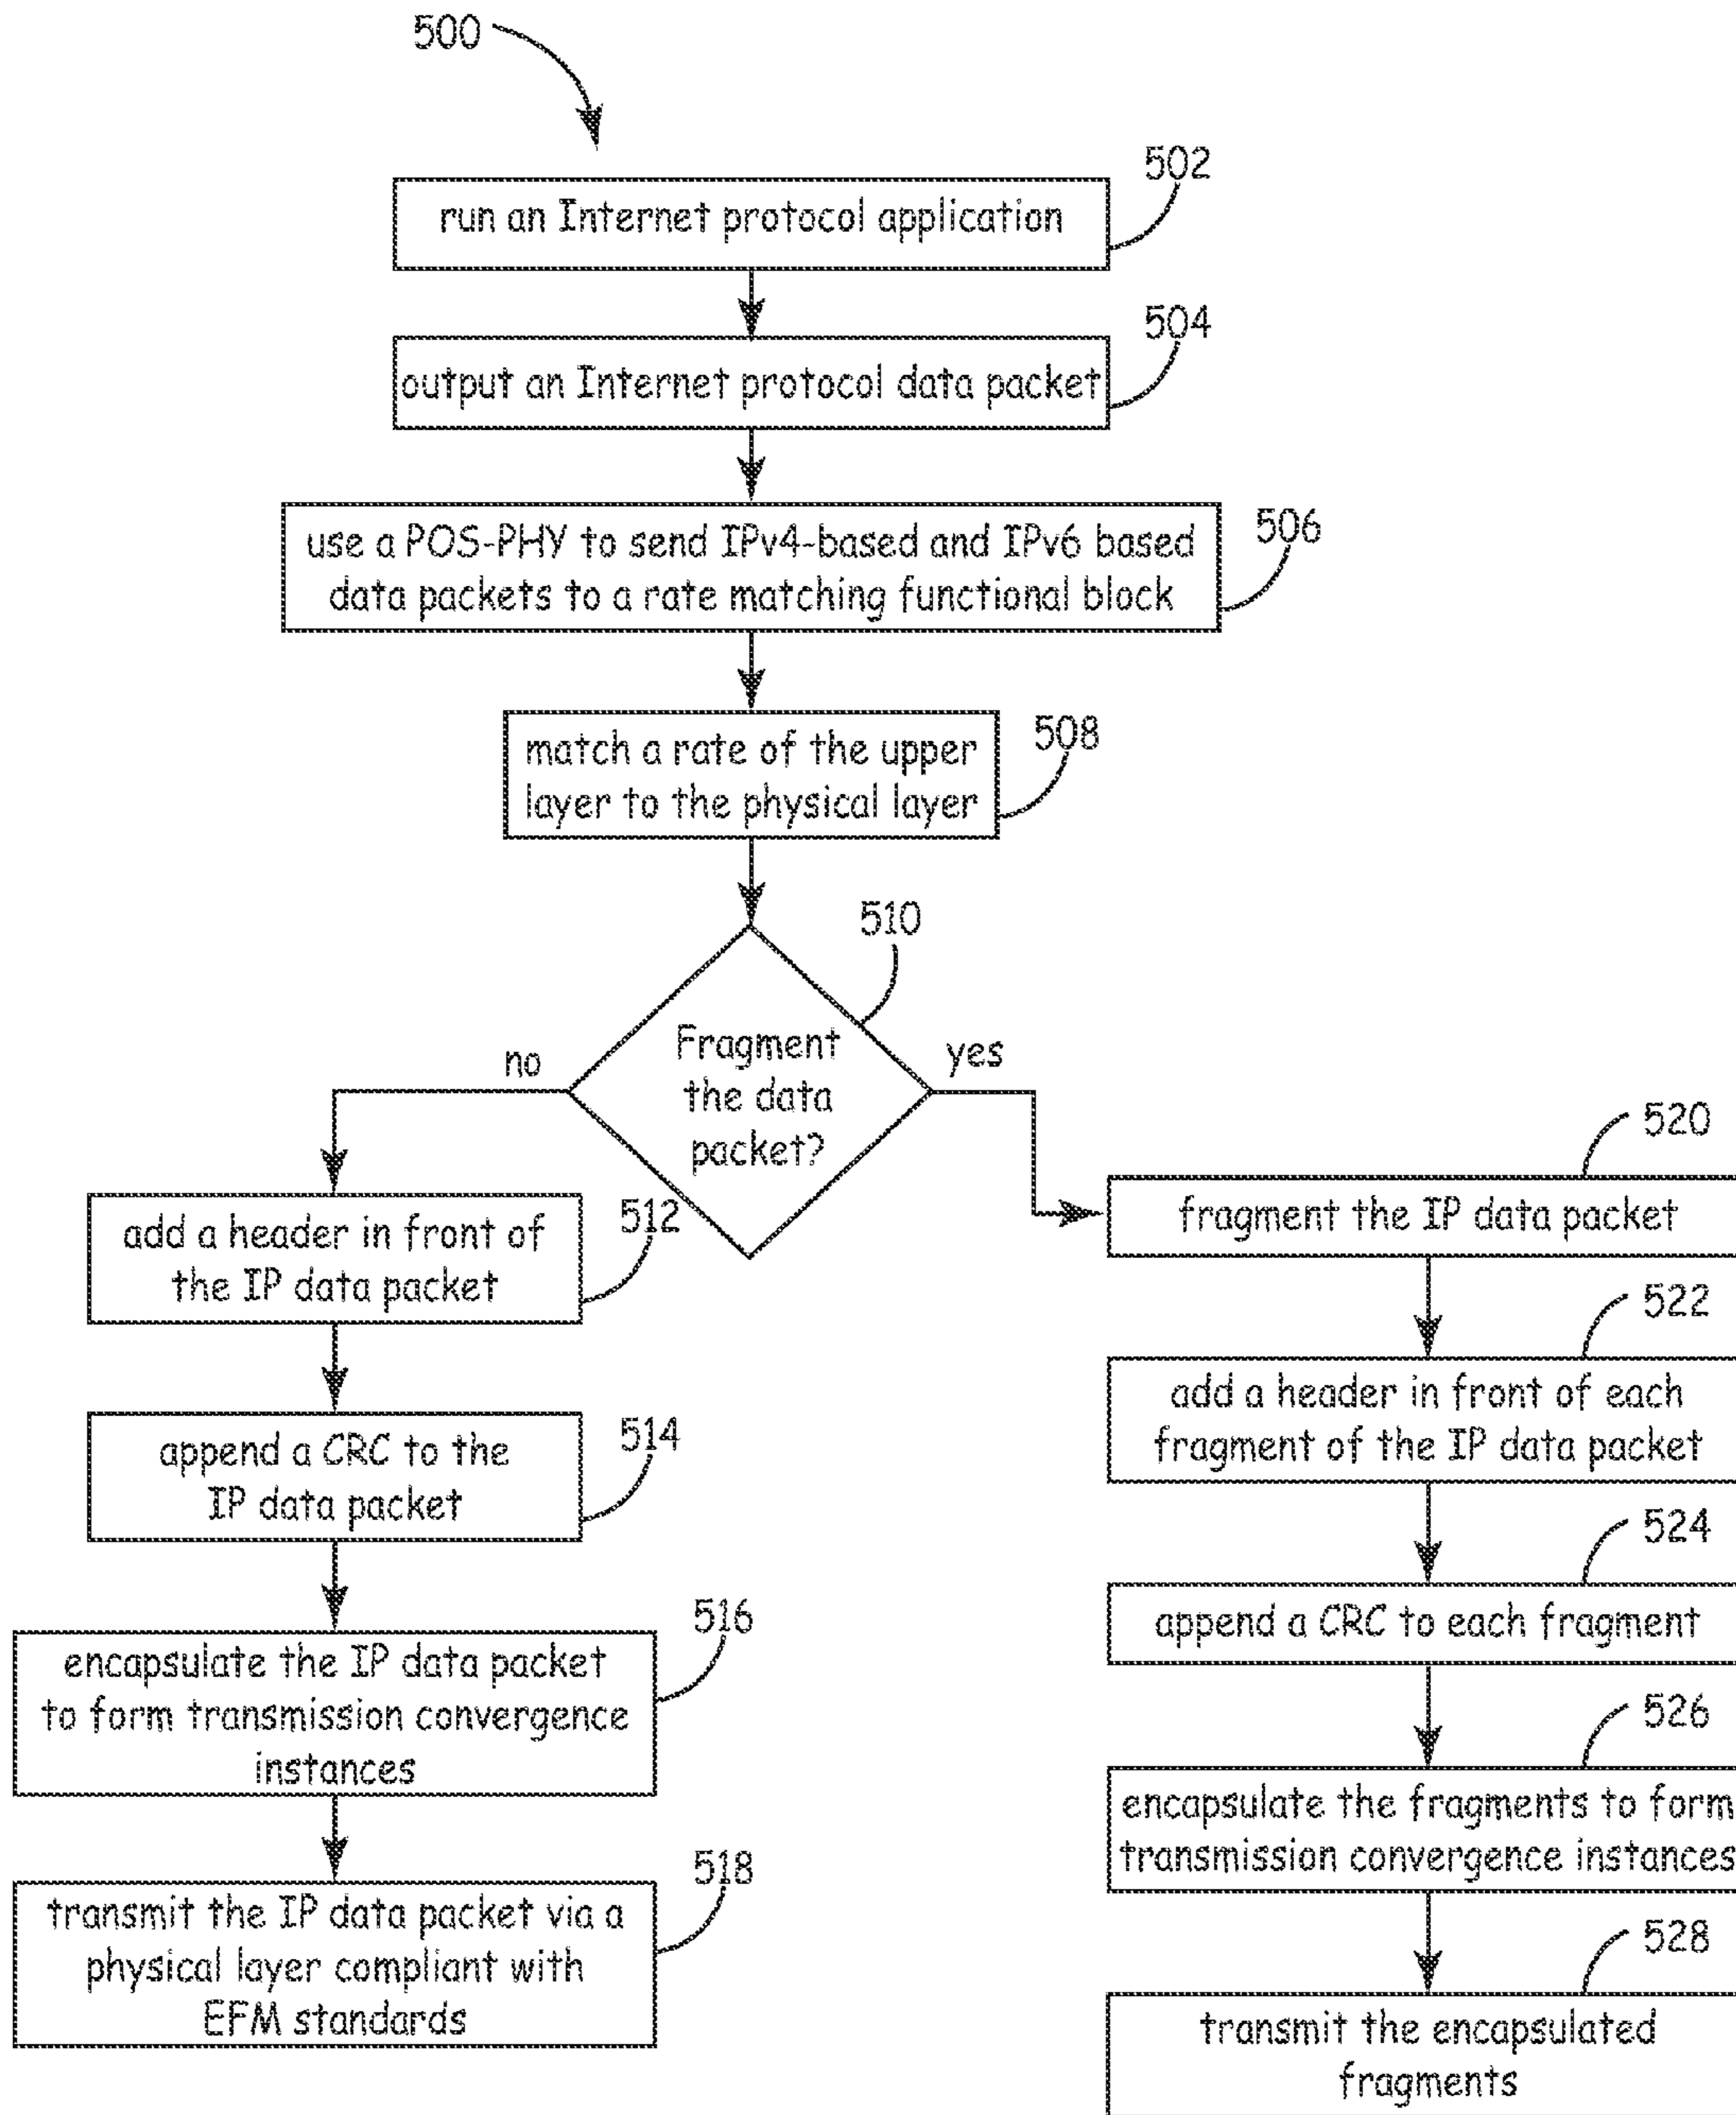 500
502
run an Internet protocol application
504
output an Internet protocol data packet
506
use a POS-PHY to send IPv4-based and IPv6 based
data packets to a rate matching functional block
508
match a rate of the upper
layer to the physical layer
510
Fragment
the data
packet?
no
yes
512
add a header in front of
the IP data packet
514
append a CRC to the
IP data packet
516
encapsulate the IP data packet
to form transmission convergence
instances
518
transmit the IP data packet via a
physical layer compliant with
EFM standards
520
fragment the IP data packet
522
add a header in front of each
fragment of the IP data packet
524
append a CRC to each fragment
526
encapsulate the fragments to form
transmission convergence instances
528
transmit the encapsulated
fragments